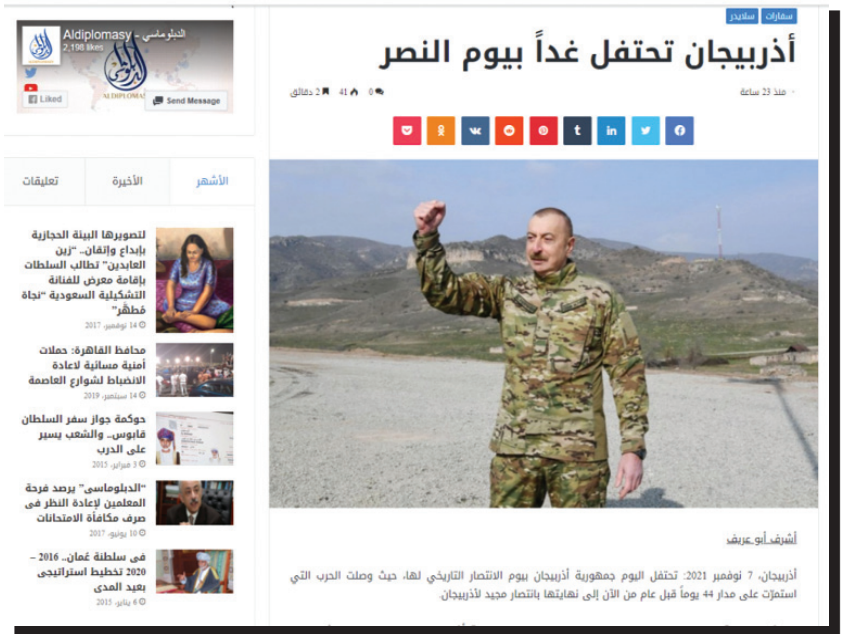 سفارات
سلايدر
أذربيجان تحتفل غداً بيوم النصر
منذ 23 ساعة
0
41
2 دقائق
أشرف أبو عريف
أذربيجان، 7 نوفمبر 2021: تحتفل اليوم جمهورية أذربيجان بيوم الانتصار التاريخي لها، حيث وصلت الحرب التي
استمرّت على مدار 44 يوماً قبل عام من الآن إلى نهايتها بانتصار مجيد لأذربيجان.
Aldiplomasy - الدبلوماسي
2,198 likes
ALDIPLOMAS
Liked
Send Message
الأشهر
الأخيرة
تعليقات
لتصويرها البيئة الحجازية
بإبداع وإتقان.. "زين
العابدين" تطالب السلطات
بإقامة معرض للفنانة
التشكيلية السعودية "نجاة
مُطهَّر"
14 نوفمبر، 2017
محافظ القاهرة: حملات
أمنية مسائية لاعادة
الانضباط لشوارع العاصمة
14 سبتمبر، 2019
حوكمة جواز سفر السلطان
قابوس.. والشعب يسير
على الدرب
3 فبراير، 2015
"الدبلوماسى" يرصد فرحة
المعلمين لإعادة النظر فى
صرف مكافأة الامتحانات
10 يونيو، 2017
فى سلطنة عُمان.. 2016 –
2020 تخطيط استراتيجى
بعيد المدى
6 يناير، 2015